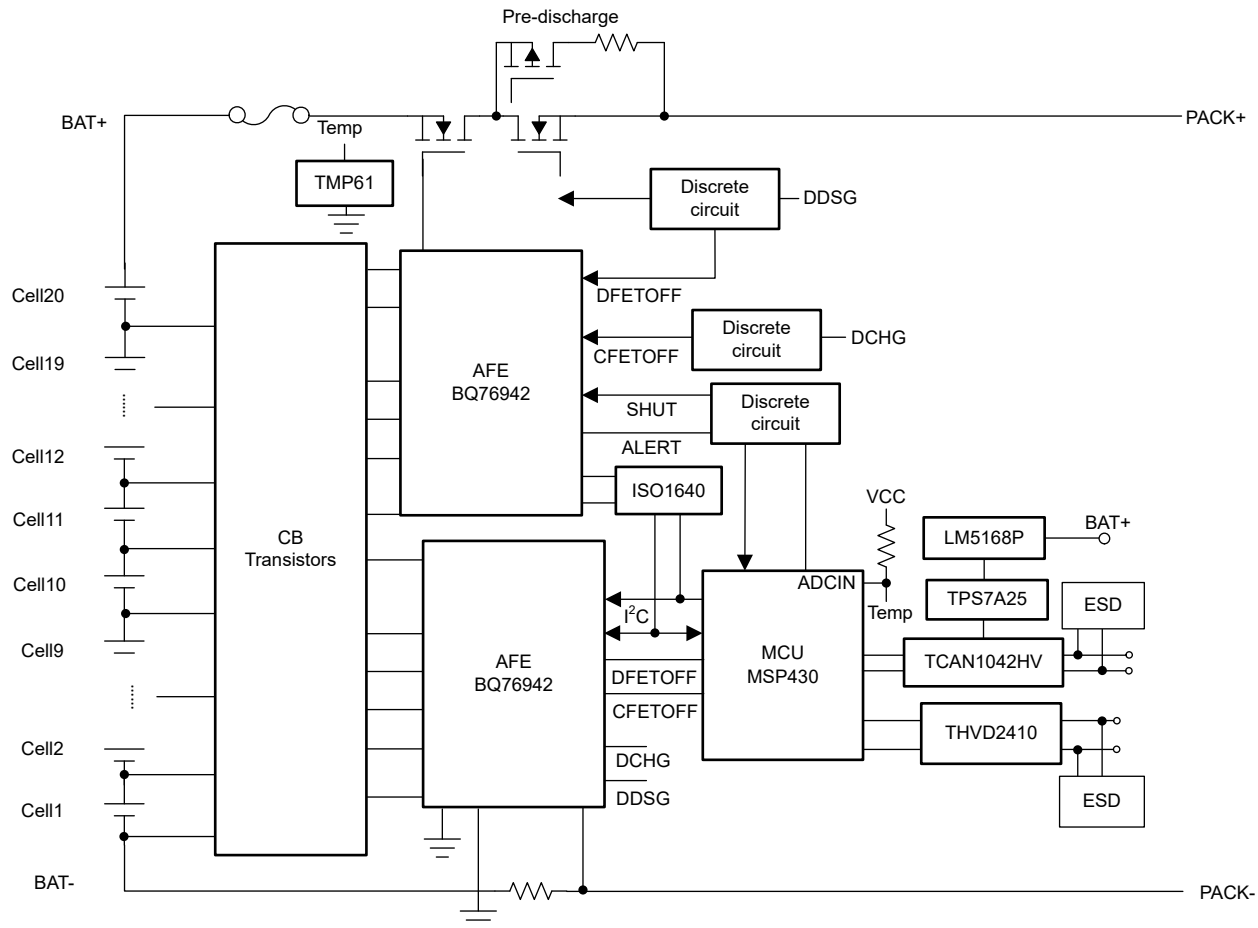 Pre-discharge
BAT+
Temp
PACK+
TMP61
Discrete
circuit
DDSG
DFETOFF
Cell20
Discrete
circuit
DCHG
CFETOFF
Cell19
AFE
BQ76942
SHUT
Discrete
circuit
ALERT
Cell12
ISO1640
VCC
Cell11
CB
Transistors
LM5168P
BAT+
Cell10
ADCIN
Temp
TPS7A25
ESD
I2C
Cell9
AFE
BQ76942
MCU
MSP430
TCAN1042HV
DFETOFF
CFETOFF
THVD2410
Cell2
DCHG
DDSG
Cell1
ESD
BAT-
PACK-